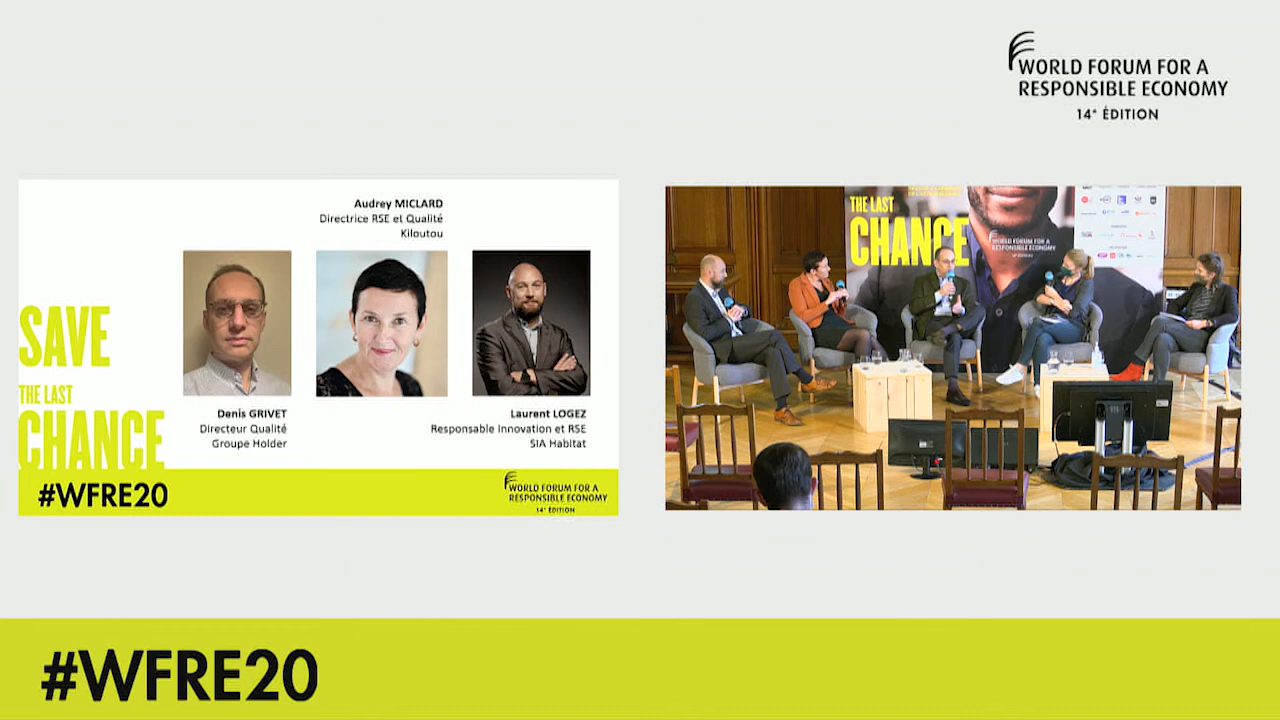 WORLD FORUM FOR A
RESPONSIBLE ECONOMY
14e ÉDITION
Audrey MICLARD
Directrice RSE et Qualité
Kiloutou
SAVE
THE LAST
CHANCE
Denis GRIVET
Directeur Qualité
Groupe Holder
Laurent LOGEZ
Responsable Innovation et RSE
SIA Habitat
#WFRE20
WORLD FORUM FOR A
RESPONSIBLE ECONOMY
14e ÉDITION
THE LAST
CHANCE
WORLD FORUM FOR A
RESPONSIBLE ECONOMY
#WFRE20